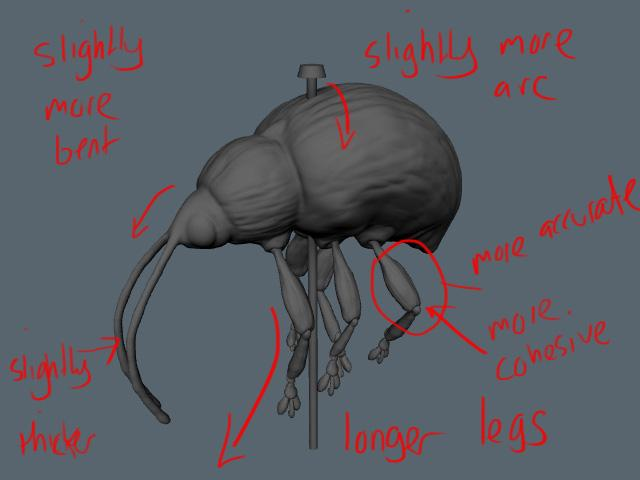 slightly
more
bent
slightly more
arc
more accurate
more
cohesive
slightly
thicker
longer legs